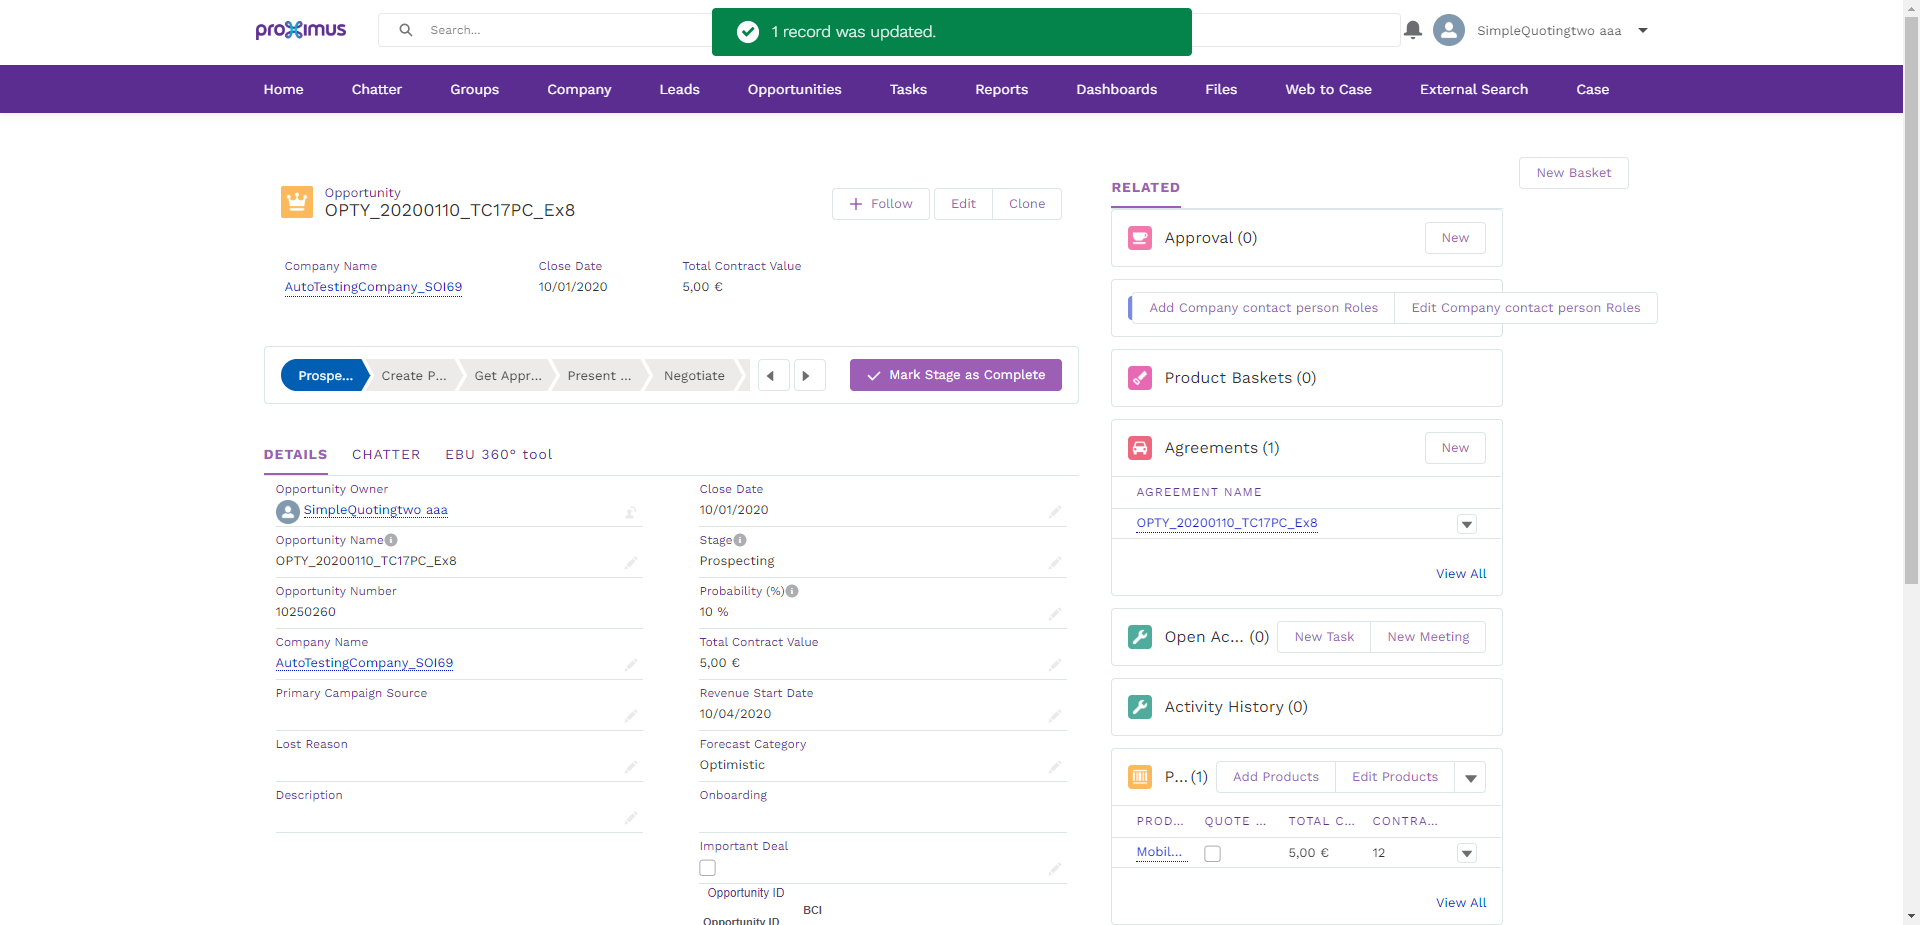 proximus
Search...
1 record was updated.
SimpleQuotingtwo aaa
Home
Chatter
Groups
Company
Leads
Opportunities
Tasks
Reports
Dashboards
Files
Web to Case
External Search
Case
New Basket
Opportunity
OPTY_20200110_TC17PC_Ex8
Follow
Edit
Clone
Company Name
AutoTestingCompany_SOI69
Close Date
10/01/2020
Total Contract Value
5,00 €
Prospe...
Create P...
Get Appr...
Present ...
Negotiate
Mark Stage as Complete
DETAILS
CHATTER
EBU 360° tool
Opportunity Owner
SimpleQuotingtwo aaa
Opportunity Name
OPTY_20200110_TC17PC_Ex8
Opportunity Number
10250260
Company Name
AutoTestingCompany_SOI69
Primary Campaign Source
Lost Reason
Description
Close Date
10/01/2020
Stage
Prospecting
Probability (%)
10 %
Total Contract Value
5,00 €
Revenue Start Date
10/04/2020
Forecast Category
Optimistic
Onboarding
Important Deal
Opportunity ID
BCI
Opportunity ID
RELATED
Approval (0)
New
Add Company contact person Roles
Edit Company contact person Roles
Product Baskets (0)
Agreements (1)
New
AGREEMENT NAME
OPTY_20200110_TC17PC_Ex8
View All
Open Ac... (0)
New Task
New Meeting
Activity History (0)
P... (1)
Add Products
Edit Products
PROD...
QUOTE ...
TOTAL C...
CONTRA...
Mobil...
5,00 €
12
View All